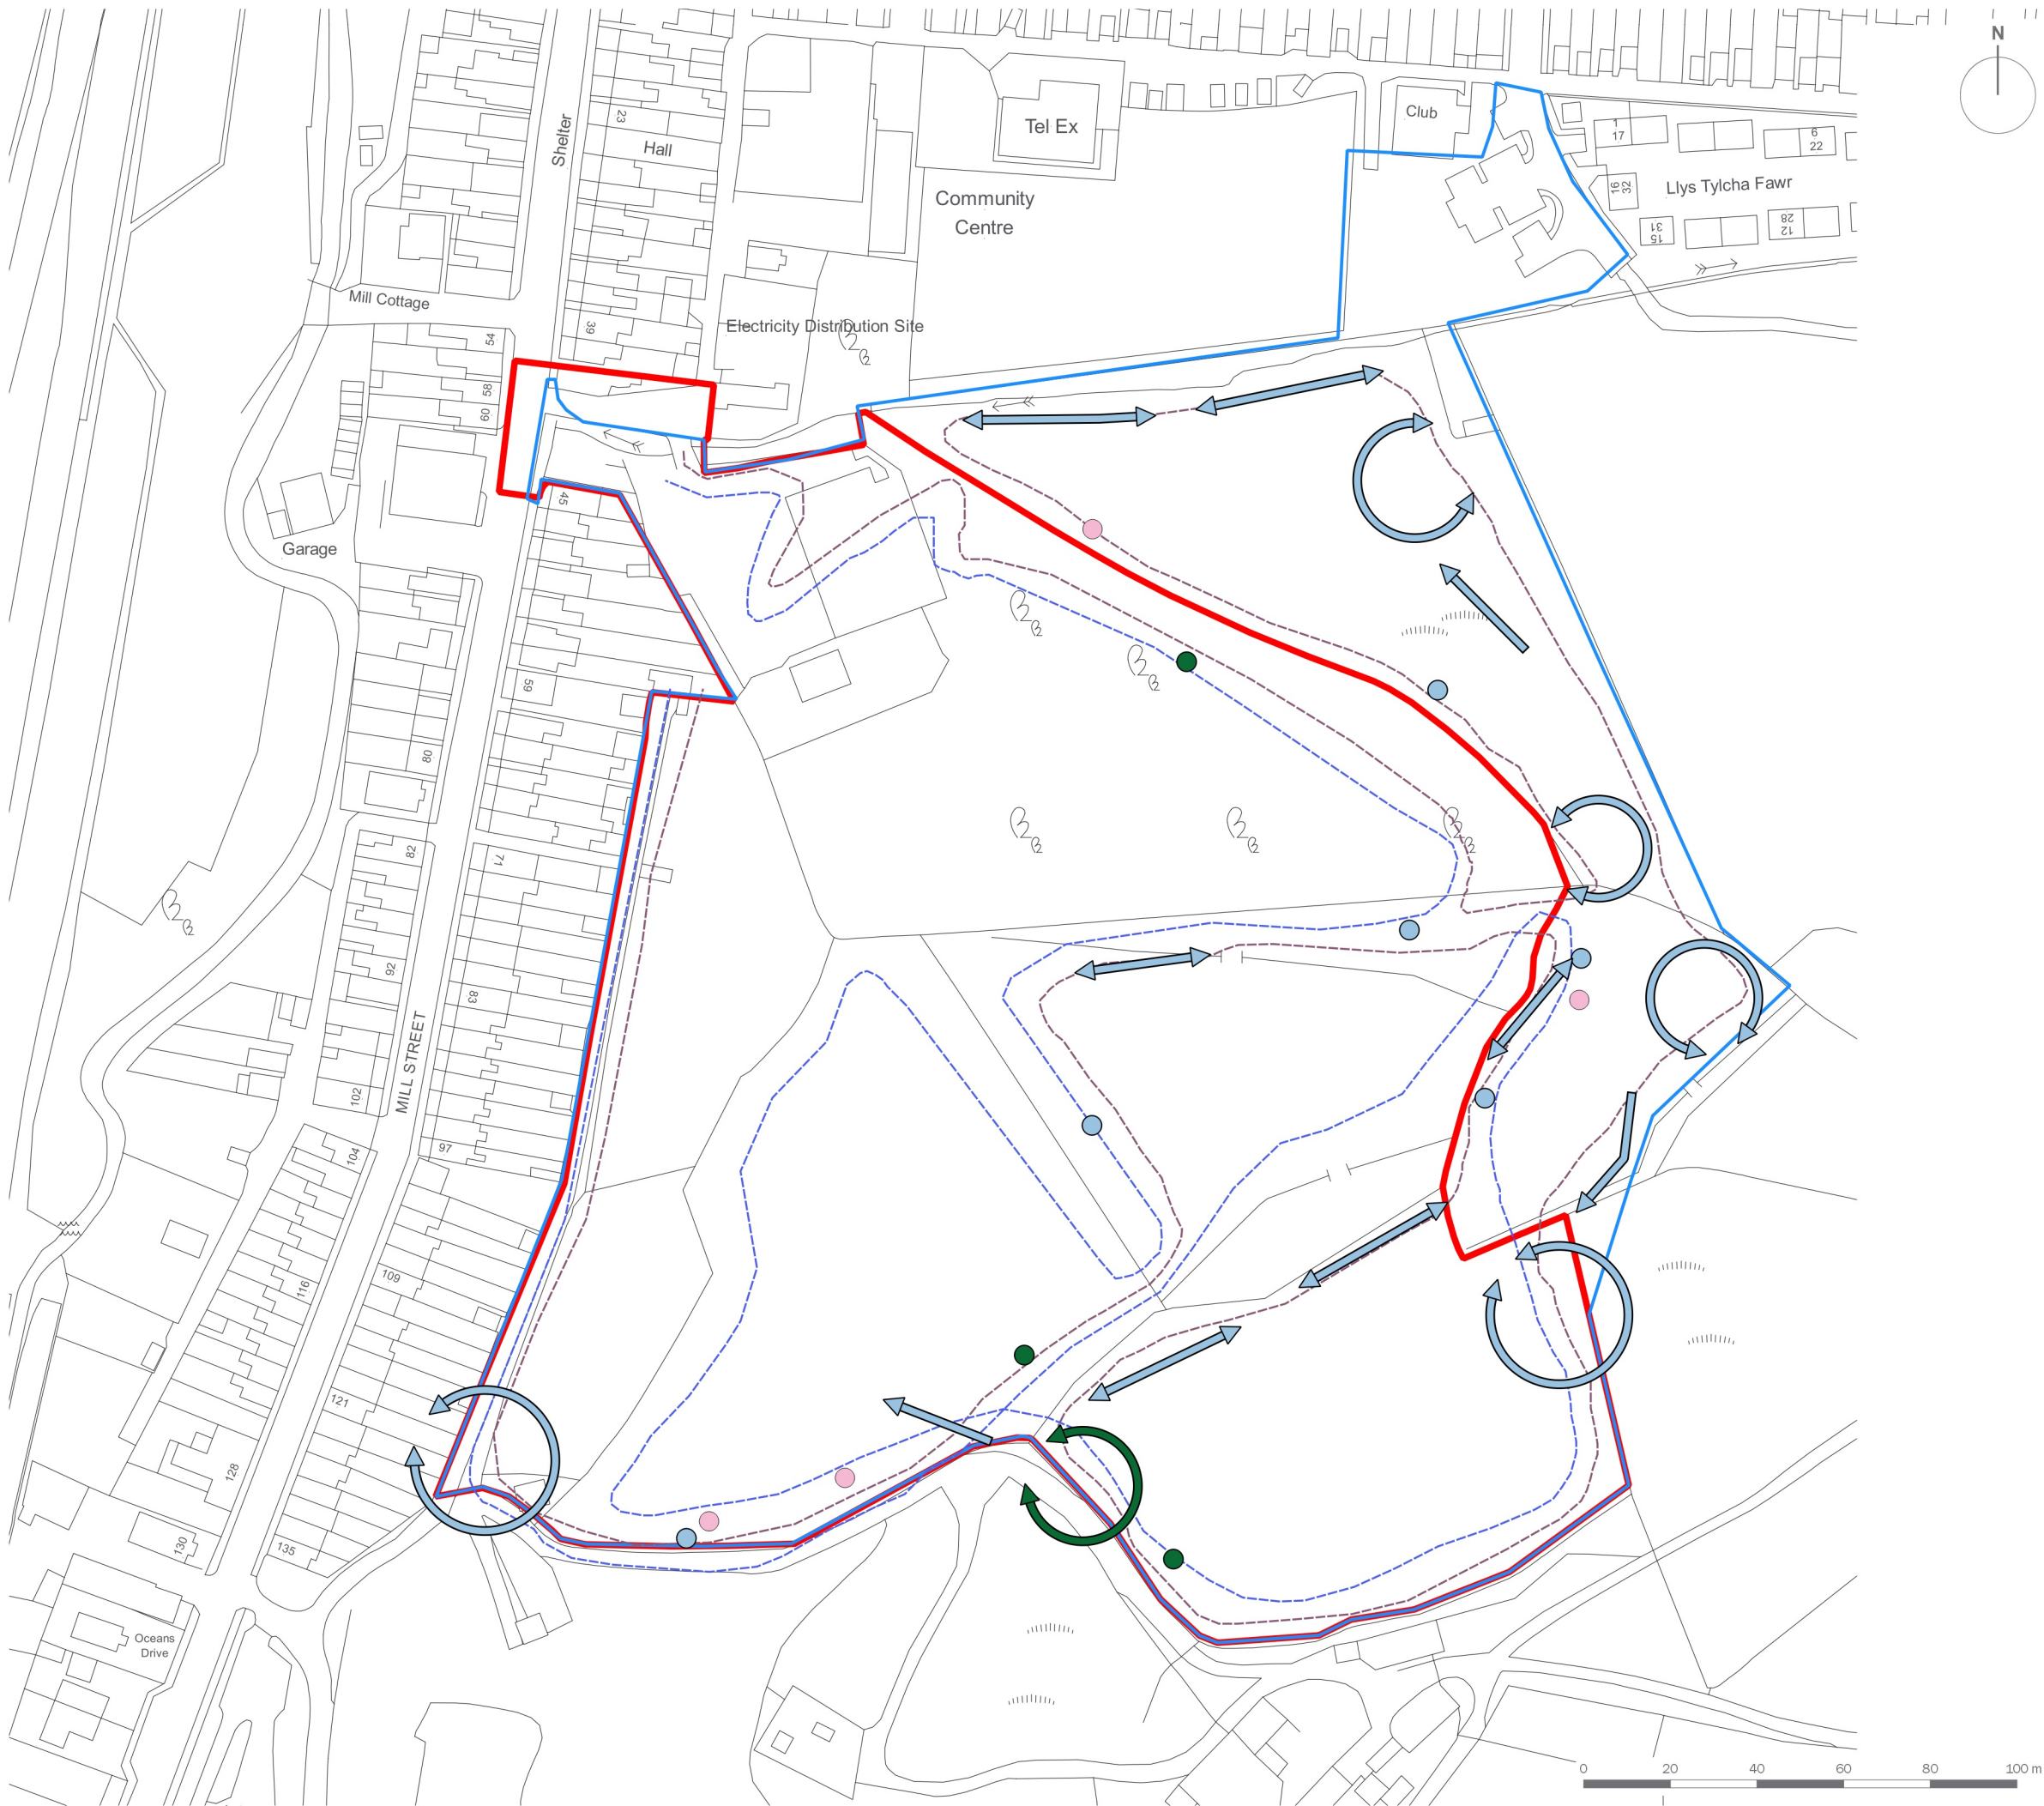 N
Shelter
23
Hall
Tel Ex
Club
1
17
6
22
16
32
Llys Tylcha Fawr
15
31
12
28
Community
Centre
Mill Cottage
Electricity Distribution Site
39
54
58
60
45
Garage
59
80
82
71
92
83
MILL STREET
102
97
104
109
116
121
128
130
135
Oceans
Drive
0 20 40 60 80 100 m